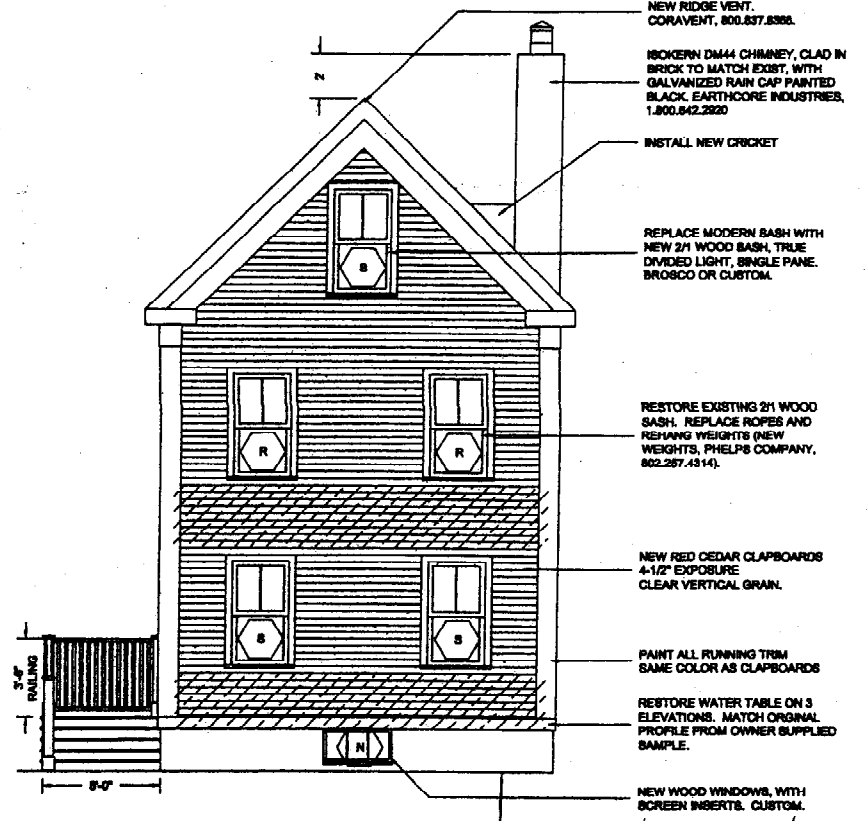 NEW RIDGE VENT.
CORAVENT, 800.837.8366.
2'
ISOKERN DM44 CHIMNEY, CLAD IN
BRICK TO MATCH EXIST, WITH
GALVANIZED RAIN CAP PAINTED
BLACK. EARTHCORE INDUSTRIES,
1.800.642.2920
INSTALL NEW CRICKET
REPLACE MODERN SASH WITH
NEW 2/1 WOOD SASH, TRUE
DIVIDED LIGHT, SINGLE PANE.
BROSCO OR CUSTOM.
S
RESTORE EXISTING 2/1 WOOD
SASH. REPLACE ROPES AND
REHANG WEIGHTS (NEW
WEIGHTS, PHELPS COMPANY,
802.257.4314).
R
R
NEW RED CEDAR CLAPBOARDS
4-1/2" EXPOSURE
CLEAR VERTICAL GRAIN.
S
S
PAINT ALL RUNNING TRIM
SAME COLOR AS CLAPBOARDS
3'-6"
RAILING
RESTORE WATER TABLE ON 3
ELEVATIONS. MATCH ORGINAL
PROFILE FROM OWNER SUPPLIED
SAMPLE.
N
NEW WOOD WINDOWS, WITH
SCREEN INSERTS. CUSTOM.